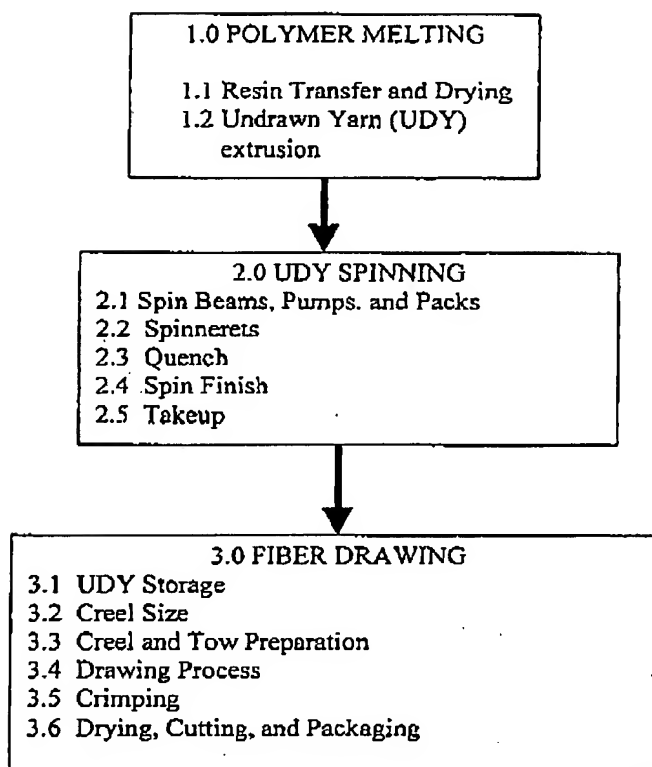 1.0 POLYMER MELTING
1.1 Resin Transfer and Drying
1.2 Undrawn Yarn (UDY)
extrusion
2.0 UDY SPINNING
2.1 Spin Beams, Pumps. and Packs
2.2 Spinnerets
2.3 Quench
2.4 Spin Finish
2.5 Takeup
3.0 FIBER DRAWING
3.1 UDY Storage
3.2 Creel Size
3.3 Creel and Tow Preparation
3.4 Drawing Process
3.5 Crimping
3.6 Drying, Cutting, and Packaging